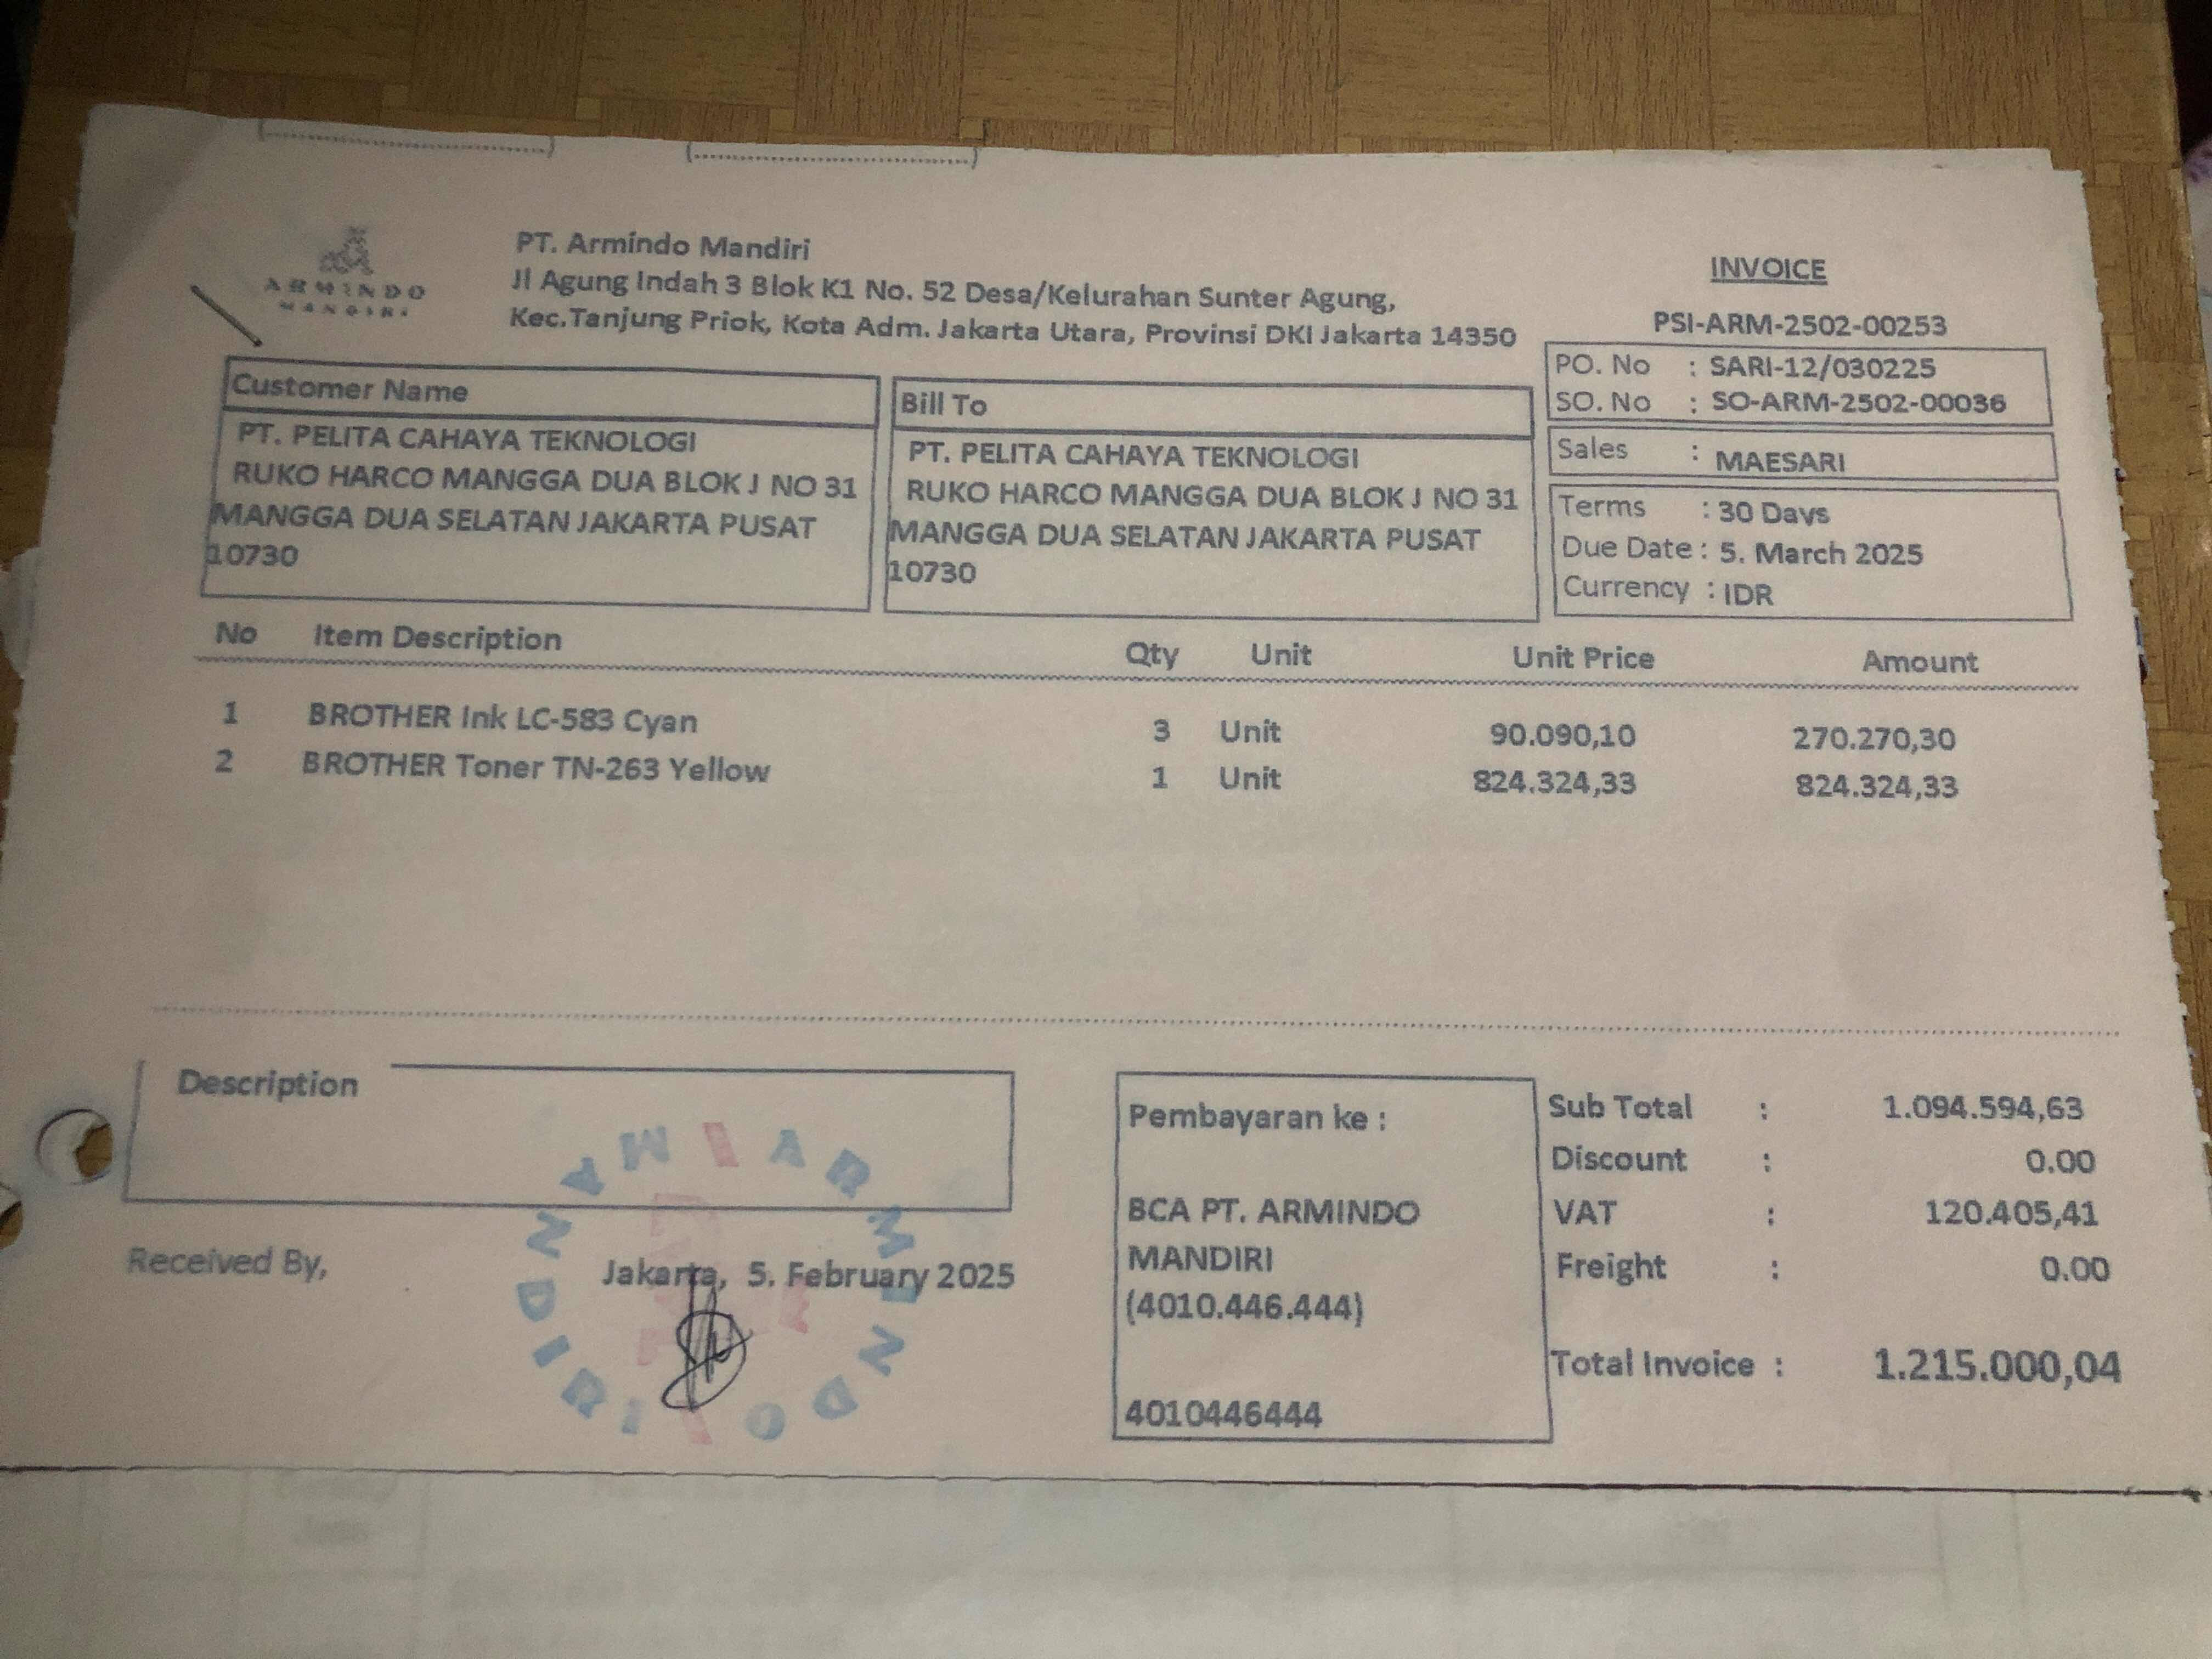 ARMINDO
MANDIRI
PT. Armindo Mandiri
Jl Agung Indah 3 Blok K1 No. 52 Desa/Kelurahan Sunter Agung,
Kec.Tanjung Priok, Kota Adm. Jakarta Utara, Provinsi DKI Jakarta 14350
INVOICE
PSI-ARM-2502-00253
PO. No : SARI-12/030225
SO. No : SO-ARM-2502-00036
Sales : MAESARI
Terms : 30 Days
Due Date : 5. March 2025
Currency : IDR
Customer Name
PT. PELITA CAHAYA TEKNOLOGI
RUKO HARCO MANGGA DUA BLOK J NO 31
MANGGA DUA SELATAN JAKARTA PUSAT
10730
Bill To
PT. PELITA CAHAYA TEKNOLOGI
RUKO HARCO MANGGA DUA BLOK J NO 31
MANGGA DUA SELATAN JAKARTA PUSAT
10730
No Item Description Qty Unit Unit Price Amount
1 BROTHER Ink LC-583 Cyan 3 Unit 90.090,10 270.270,30
2 BROTHER Toner TN-263 Yellow 1 Unit 824.324,33 824.324,33
Description
Received By,
Jakarta, 5. February 2025
ARMINDO MANDIRI
Pembayaran ke :
BCA PT. ARMINDO
MANDIRI
(4010.446.444)
4010446444
Sub Total : 1.094.594,63
Discount : 0.00
VAT : 120.405,41
Freight : 0.00
Total Invoice : 1.215.000,04